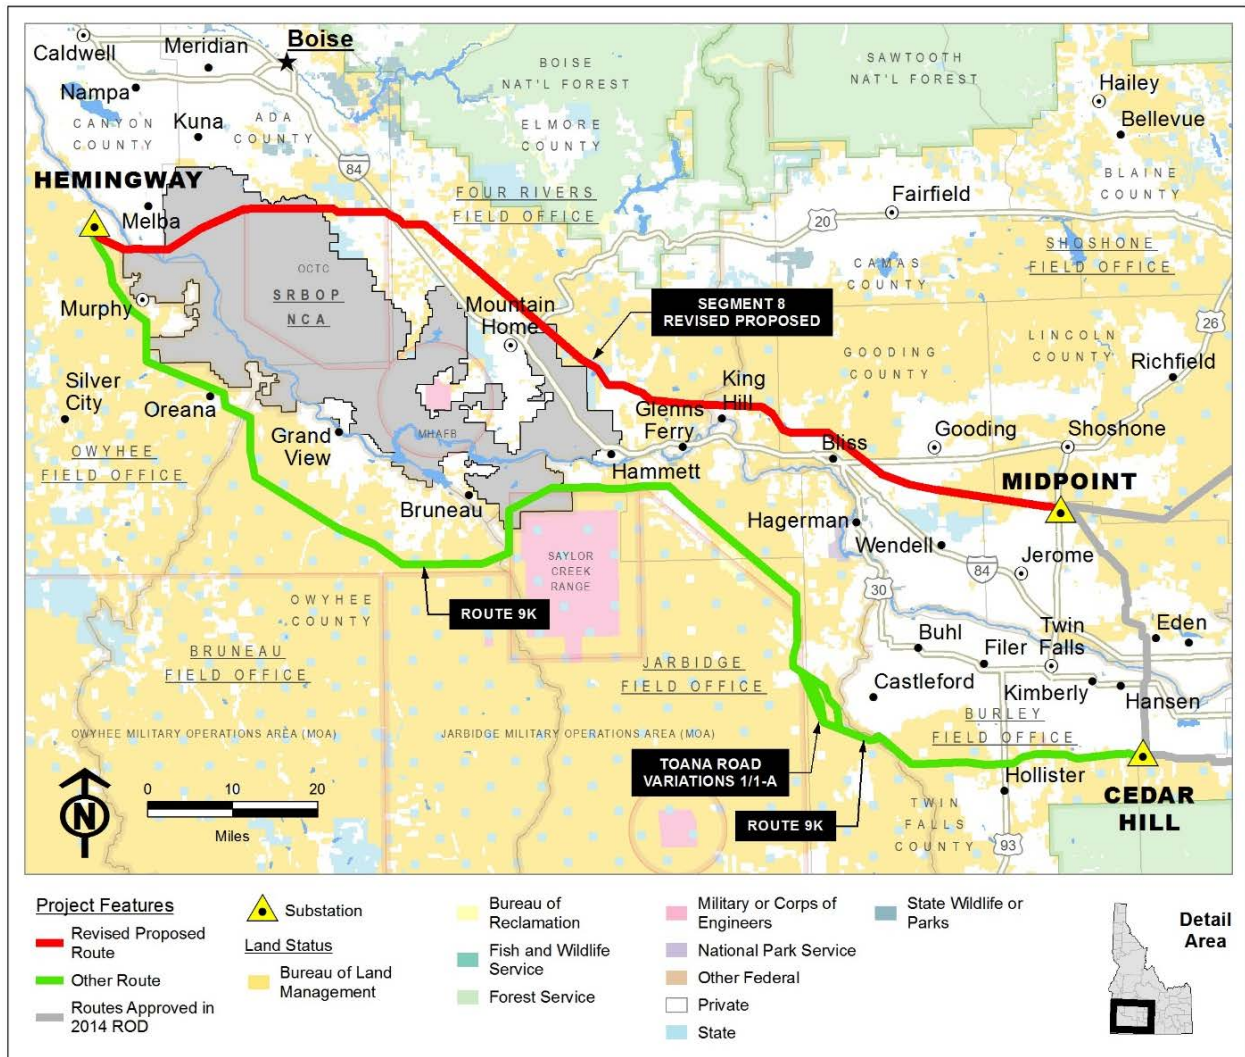 Caldwell
Meridian
Boise
Nampa
CANYON
COUNTY
Kuna
ADA
COUNTY
84
BOISE
NAT'L FOREST
ELMORE
COUNTY
SAWTOOTH
NAT'L FOREST
Hailey
Bellevue
BLAINE
COUNTY
HEMINGWAY
Melba
FOUR RIVERS
FIELD OFFICE
Fairfield
20
CAMAS
COUNTY
SHOSHONE
FIELD OFFICE
OCTC
SRBOP
NCA
Murphy
Mountain
Home
SEGMENT 8
REVISED PROPOSED
GOODING
COUNTY
LINCOLN
COUNTY
26
Richfield
Silver
City
Oreana
OWYHEE
FIELD OFFICE
Grand
View
MHAFB
King
Hill
Glenns
Ferry
Hammett
Bliss
Gooding
Shoshone
MIDPOINT
Bruneau
Hagerman
Wendell
Jerome
84
30
SAYLOR
CREEK
RANGE
OWYHEE
COUNTY
ROUTE 9K
BRUNEAU
FIELD OFFICE
JARBIDGE
FIELD OFFICE
Buhl
Filer
Twin
Falls
Eden
Castleford
Kimberly
Hansen
BURLEY
FIELD OFFICE
OWYHEE MILITARY OPERATIONS AREA (MOA)
JARBIDGE MILITARY OPERATIONS AREA (MOA)
TOANA ROAD
VARIATIONS 1/1-A
ROUTE 9K
Hollister
CEDAR
HILL
TWIN
FALLS
COUNTY
93
N
0 10 20
Miles
Project Features
Revised Proposed
Route
Other Route
Routes Approved in
2014 ROD
Substation
Land Status
Bureau of Land
Management
Bureau of
Reclamation
Fish and Wildlife
Service
Forest Service
Military or Corps of
Engineers
National Park Service
Other Federal
Private
State
State Wildlife or
Parks
Detail
Area